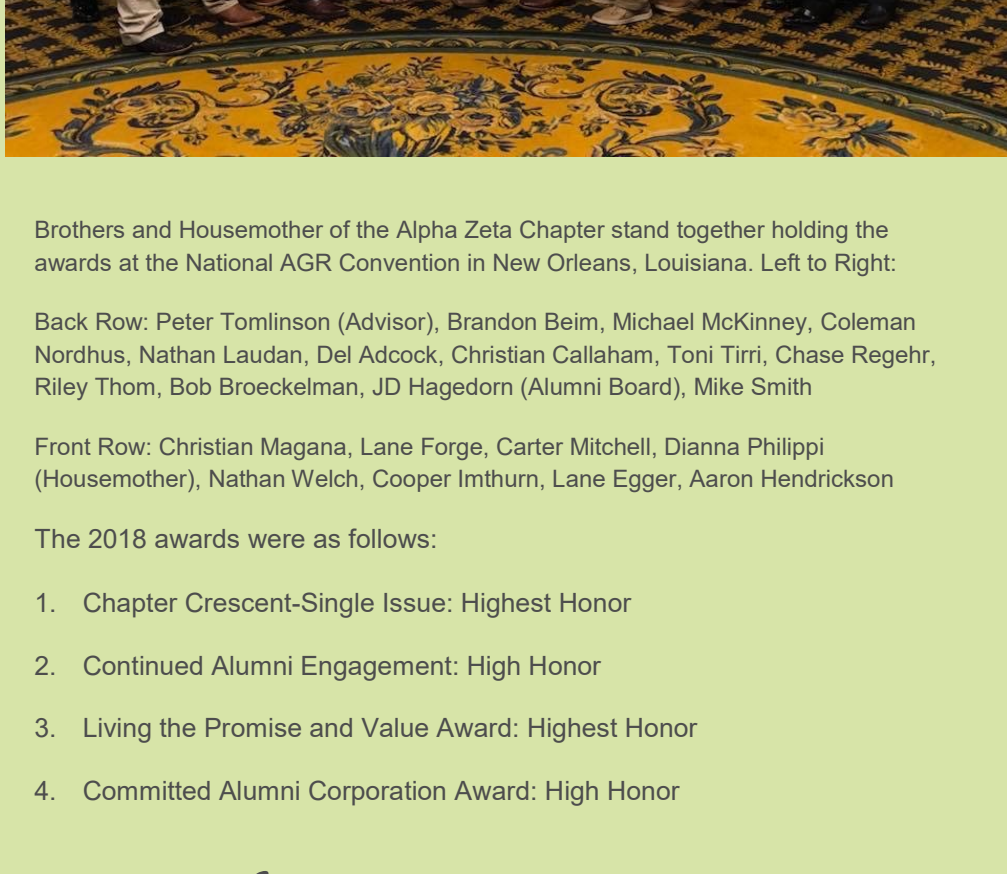 Brothers and Housemother of the Alpha Zeta Chapter stand together holding the
awards at the National AGR Convention in New Orleans, Louisiana. Left to Right:
Back Row: Peter Tomlinson (Advisor), Brandon Beim, Michael McKinney, Coleman
Nordhus, Nathan Laudan, Del Adcock, Christian Callaham, Toni Tirri, Chase Regehr,
Riley Thom, Bob Broeckelman, JD Hagedorn (Alumni Board), Mike Smith
Front Row: Christian Magana, Lane Forge, Carter Mitchell, Dianna Philippi
(Housemother), Nathan Welch, Cooper Imthurn, Lane Egger, Aaron Hendrickson
The 2018 awards were as follows:
1. Chapter Crescent-Single Issue: Highest Honor
2. Continued Alumni Engagement: High Honor
3. Living the Promise and Value Award: Highest Honor
4. Committed Alumni Corporation Award: High Honor